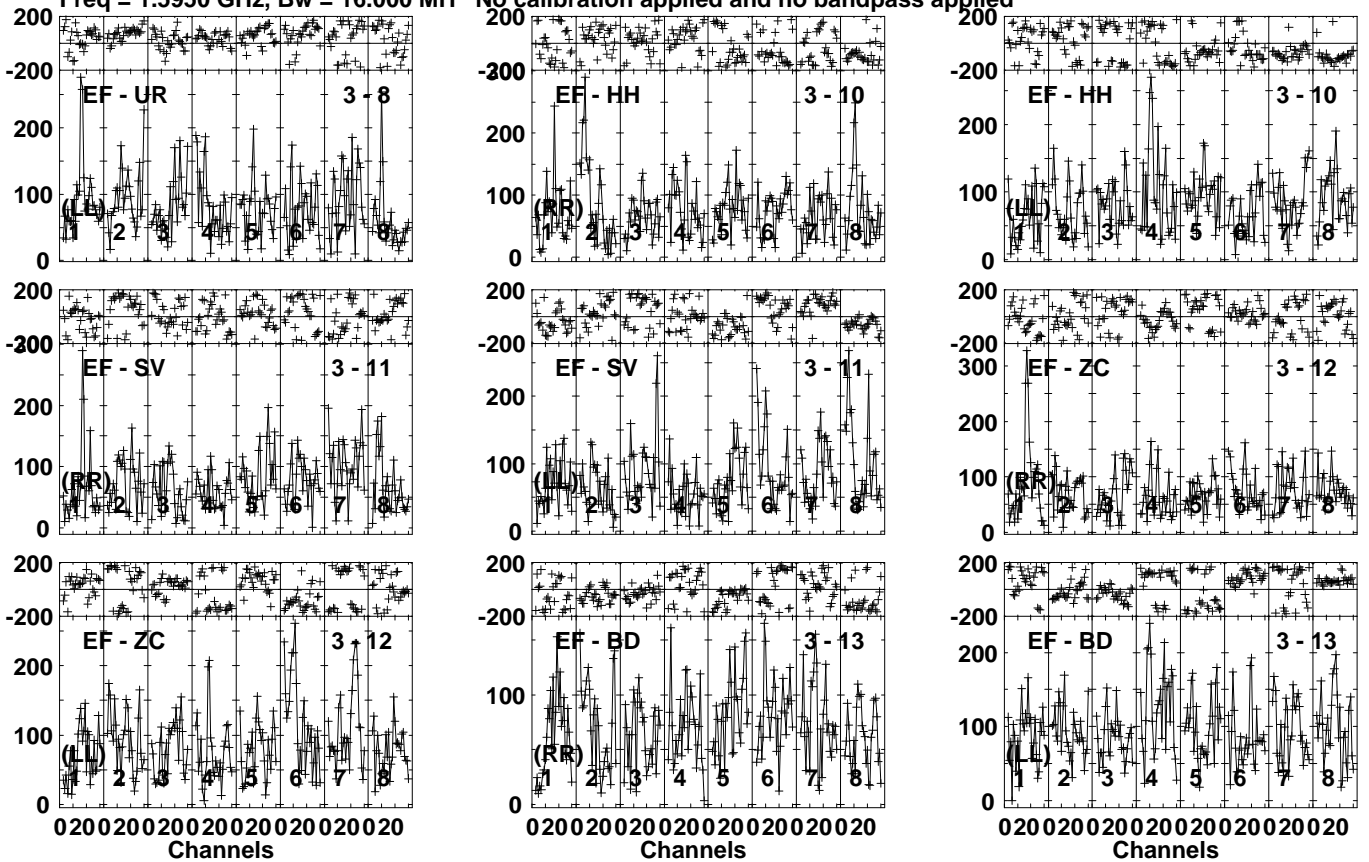 Freq = 1.5950 GHz, Bw = 16.000 MH No calibration applied and no bandpass applied
200 200 200
-200 -200
300
EF - UR 3 - 8 EF - HH 3 - 10 EF - HH 3 - 10
200 200 200
100 100 100
(LL) (RR) (LL)
1 2 3 4 5 6 7 8 1 2 3 4 5 6 7 8 1 2 3 4 5 6 7 8
0 0 0
200 200 200
-200 -200
300
EF - SV 3 - 11 EF - SV 3 - 11 EF - ZC 3 - 12
300
200 200 200
100 100 100
(RR) (LL) (RR)
1 2 3 4 5 6 7 8 1 2 3 4 5 6 7 8 1 2 3 4 5 6 7 8
0 0 0
200 200 200
-200 -200 -200
EF - ZC 3 - 12 EF - BD 3 - 13 EF - BD 3 - 13
200 200
100 100 100
(LL) (RR) (LL)
1 2 3 4 5 6 7 8 1 2 3 4 5 6 7 8 1 2 3 4 5 6 7 8
0 0 0
0 20 0 20 0 20 0 20 0 20 0 20 0 20 0 20 0 20 0 20 0 20 0 20 0 20 0 20 0 20 0 20 0 20 0 20 0 20 0 20 0 20 0 20 0 20 0 20
Channels Channels Channels